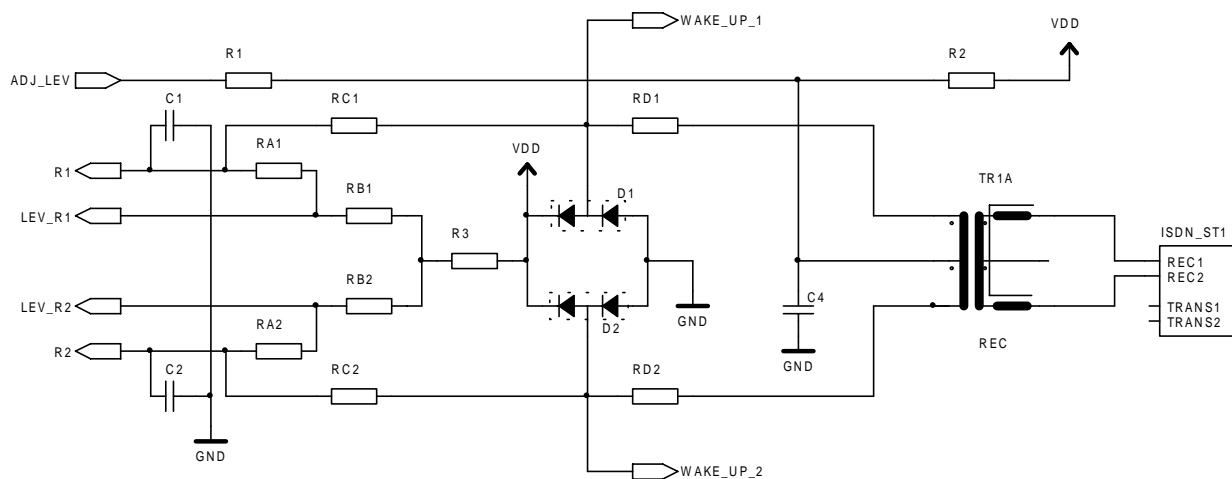 WAKE_UP_1
VDD
R1
R2
ADJ_LEV
C1
RC1
RD1
RA1
VDD
R1
TR1A
RB1
D1
LEV_R1
ISDN_ST1
R3
REC1
RB2
REC2
C4
LEV_R2
TRANS1
GND
RA2
D2
TRANS2
R2
REC
C2
RC2
RD2
GND
GND
WAKE_UP_2